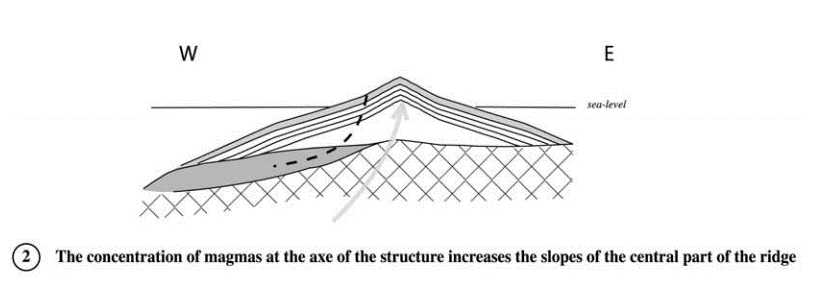 W E
sea-level
2 The concentration of magmas at the axe of the structure increases the slopes of the central part of the ridge